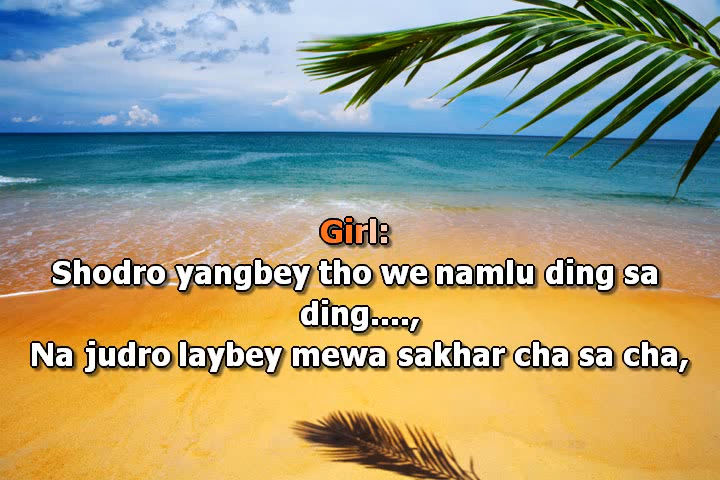 Girl:
Shodro yangbey tho we namlu ding sa
ding....,
Na judro laybey mewa sakhar cha sa cha,